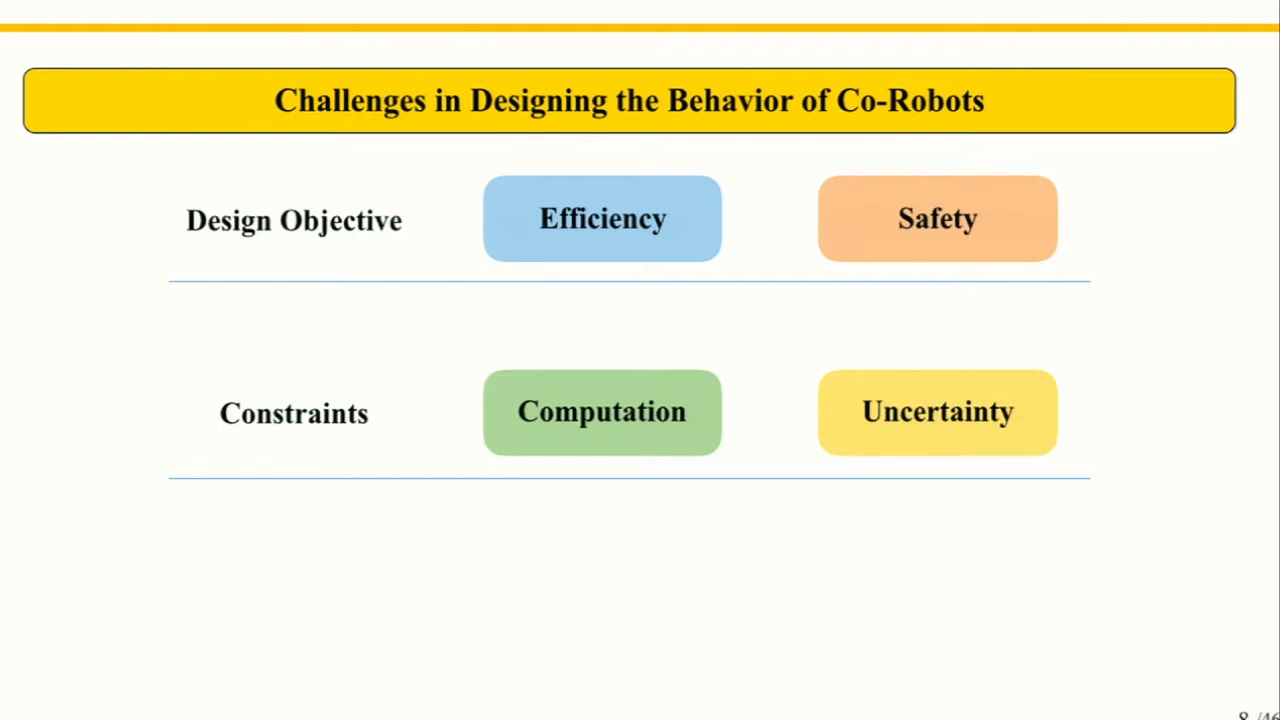 Challenges in Designing the Behavior of Co-Robots
Design Objective
Efficiency
Safety
Constraints
Computation
Uncertainty